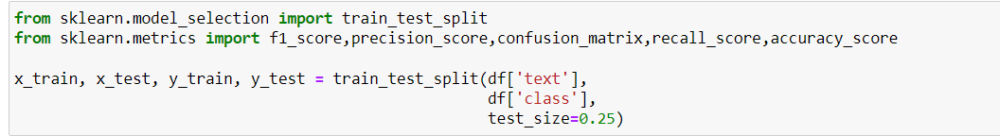 from sklearn.model_selection import train_test_split
from sklearn.metrics import f1_score,precision_score,confusion_matrix,recall_score,accuracy_score
x_train, x_test, y_train, y_test = train_test_split(df['text'],
df['class'],
test_size=0.25)